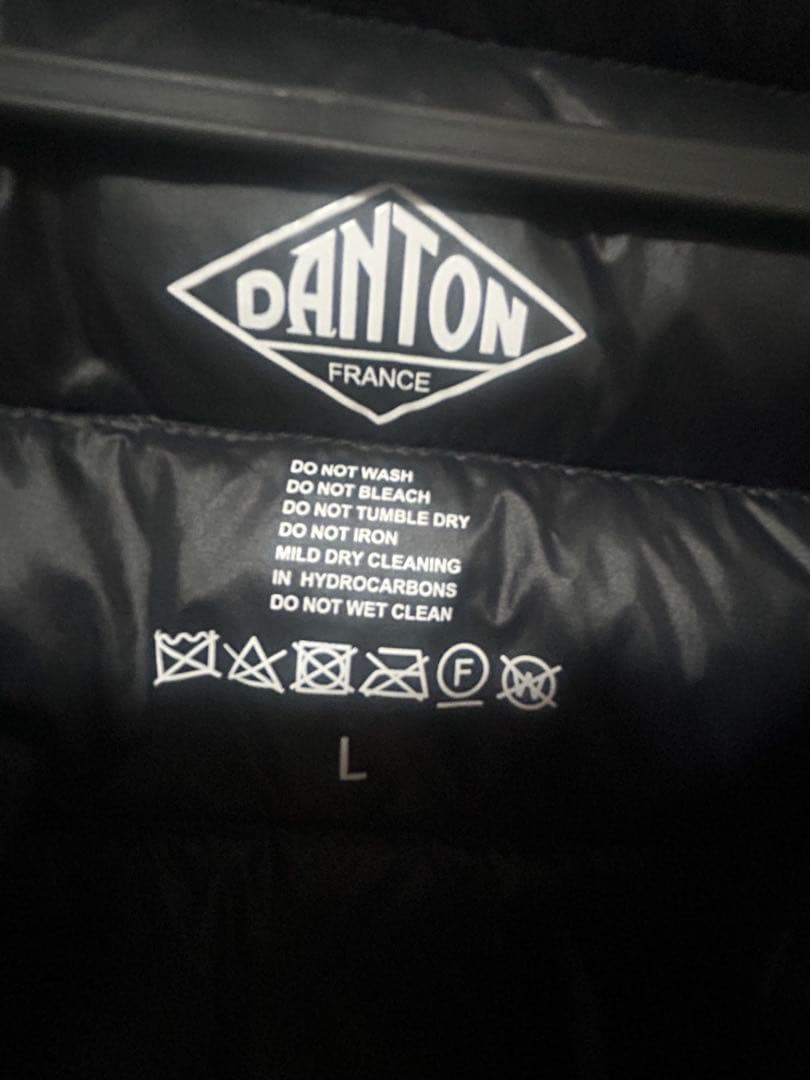 DANTON
FRANCE
DO NOT WASH
DO NOT BLEACH
DO NOT TUMBLE DRY
DO NOT IRON
MILD DRY CLEANING
IN HYDROCARBONS
DO NOT WET CLEAN
F W
L